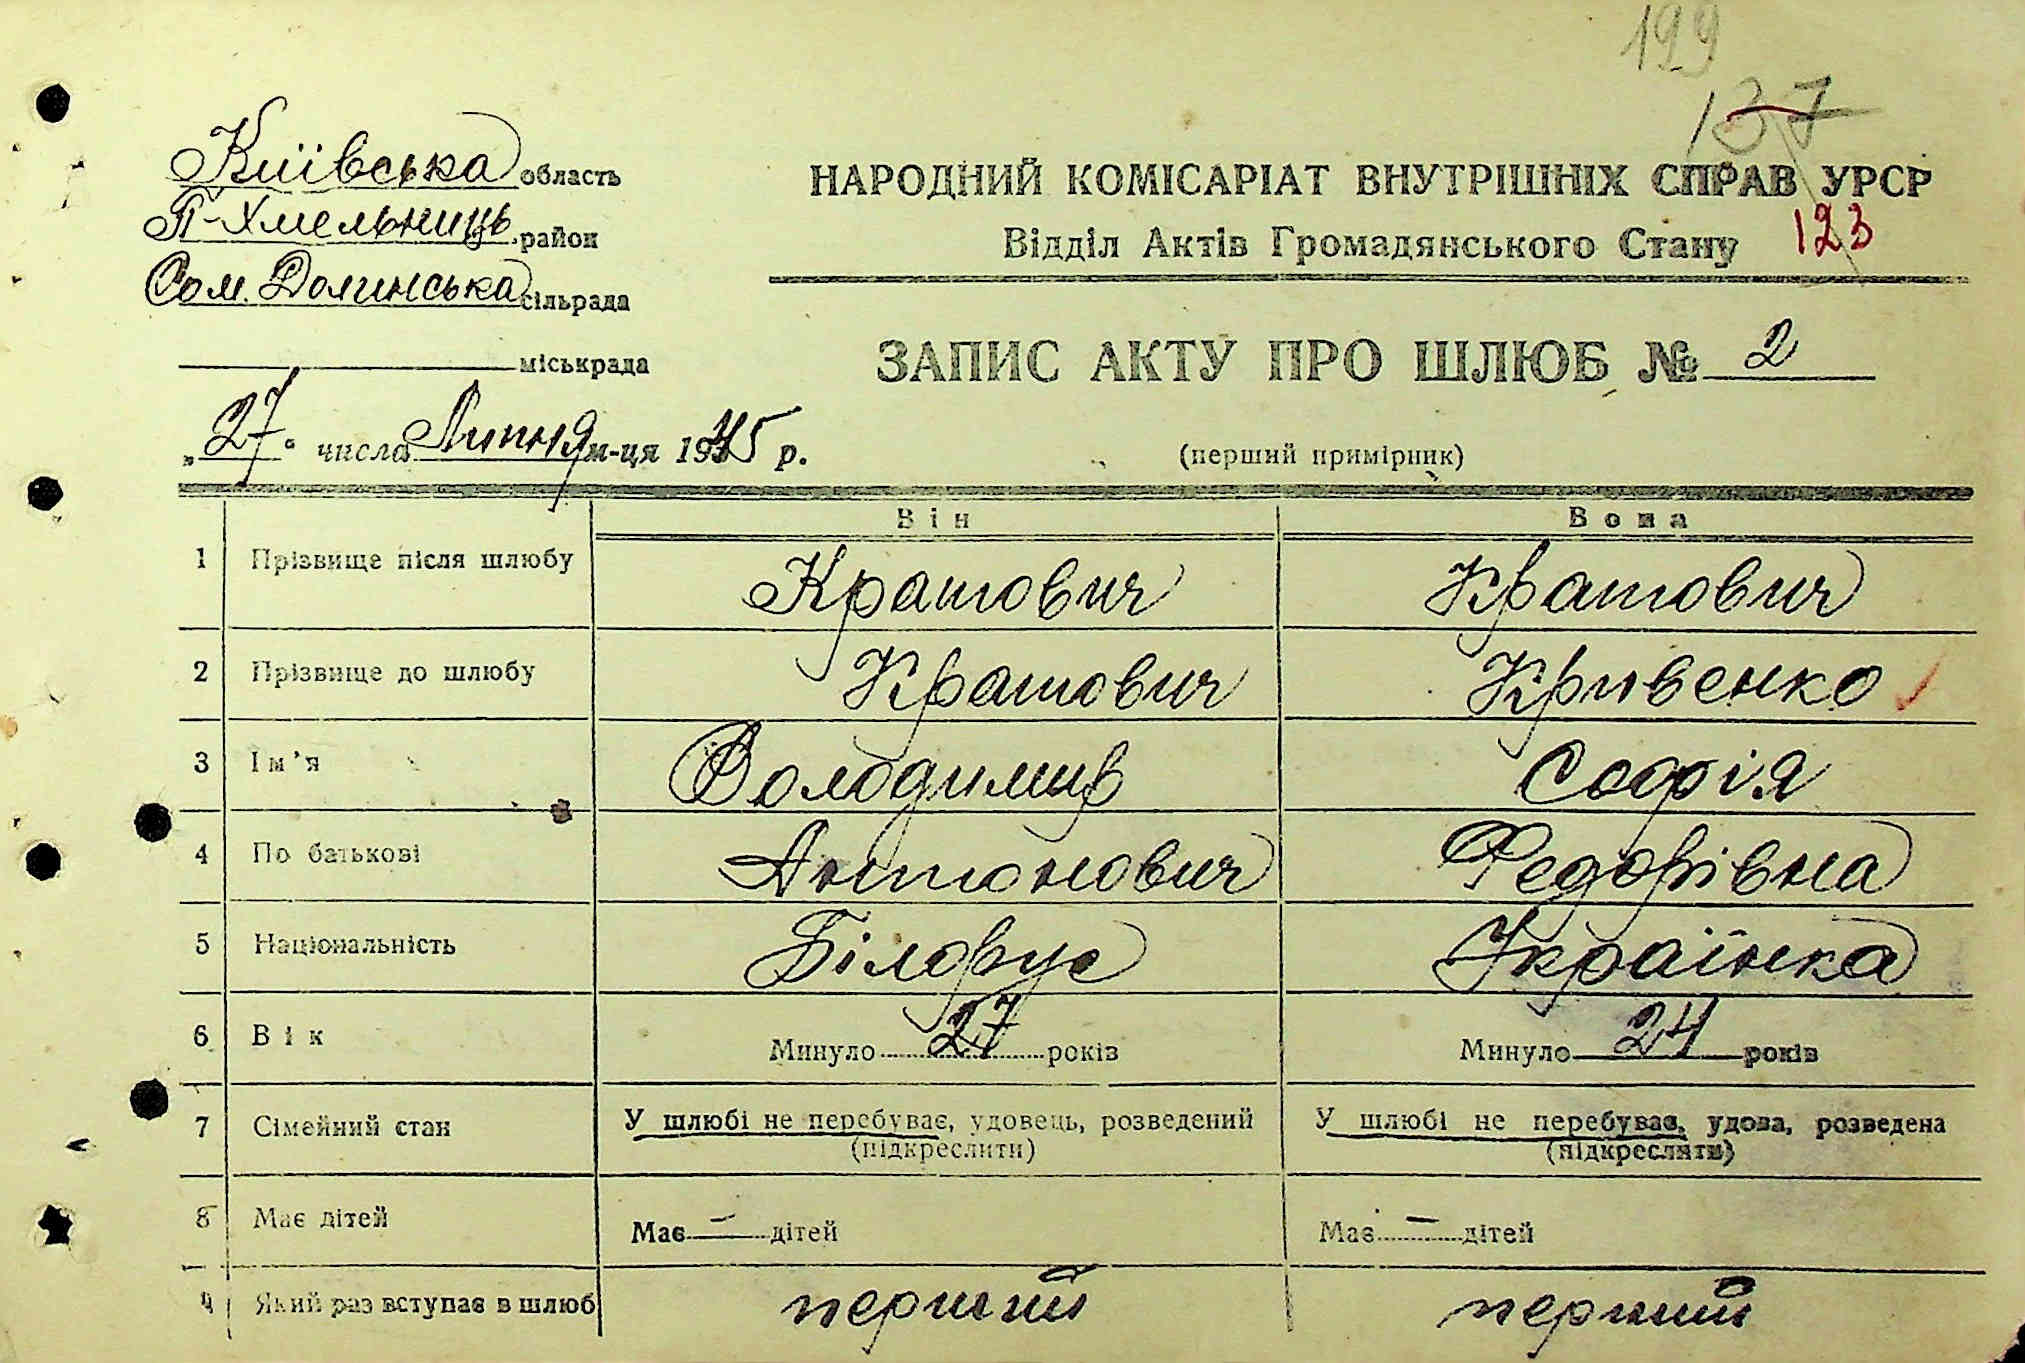 199
137
Київська область
П-Хмельниць. район
Сом. Долинська сільрада
міськрада
„27“ числа Липня м-ця 1945 р.
НАРОДНИЙ КОМІСАРІАТ ВНУТРІШНІХ СПРАВ УРСР
Відділ Актів Громадянського Стану 123
ЗАПИС АКТУ ПРО ШЛЮБ № 2
(перший примірник)
Він Вона
1 Прізвище після шлюбу Крашович Крашович
2 Прізвище до шлюбу Крашович Кривенко
3 Ім'я Володимир Софія
4 По батькові Антонович Федорівна
5 Національність Білорус Українка
6 Вік Минуло 27 років Минуло 24 років
7 Сімейний стан У шлюбі не перебуває, удовець, розведений У шлюбі не перебуває, удова, розведена
(підкреслити) (підкреслити)
8 Має дітей Має — дітей Має — дітей
9 Який раз вступає в шлюб перший перший